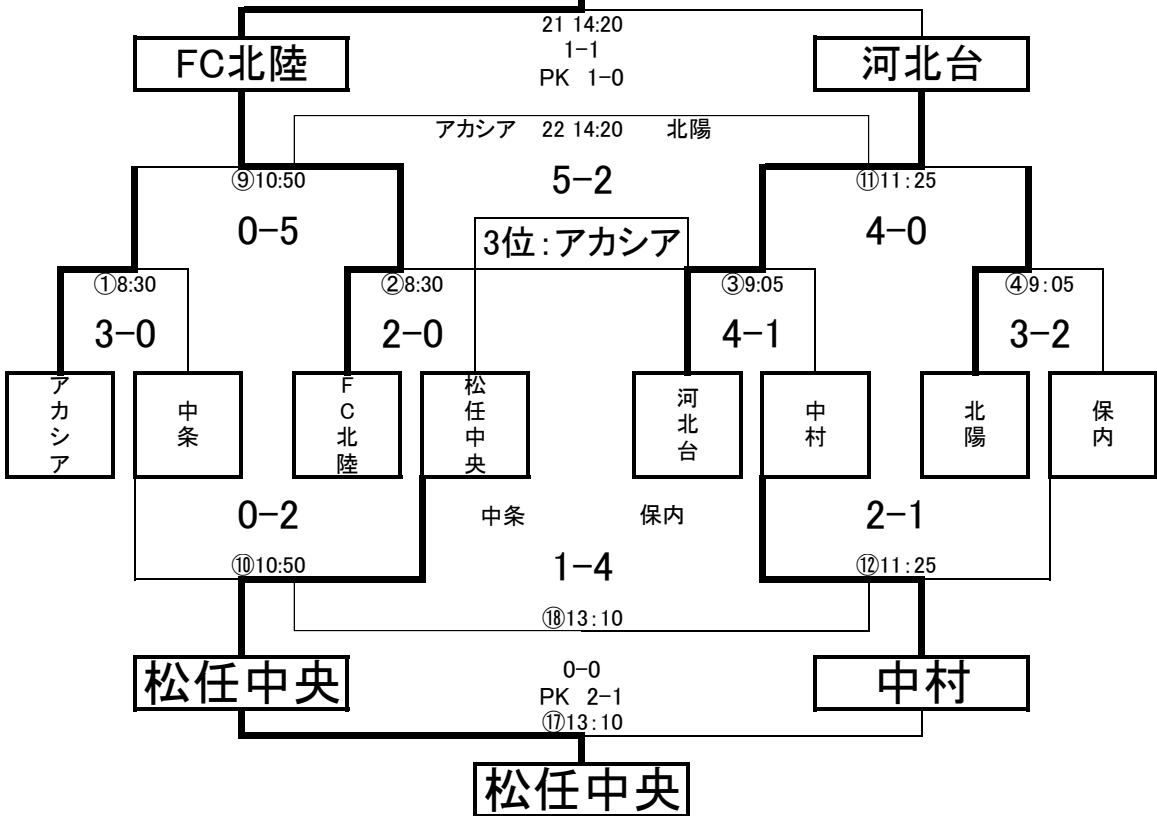 21 14:20
1-1
PK 1-0
FC北陸
河北台
アカシア 22 14:20 北陽
5-2
⑨10:50
⑪11:25
0-5
4-0
3位:アカシア
①8:30
②8:30
③9:05
④9:05
3-0
2-0
4-1
3-2
アカシア
中条
FC北陸
松任中央
河北台
中村
北陽
保内
0-2
中条
保内
2-1
1-4
⑩10:50
⑫11:25
⑱13:10
松任中央
中村
0-0
PK 2-1
⑰13:10
松任中央